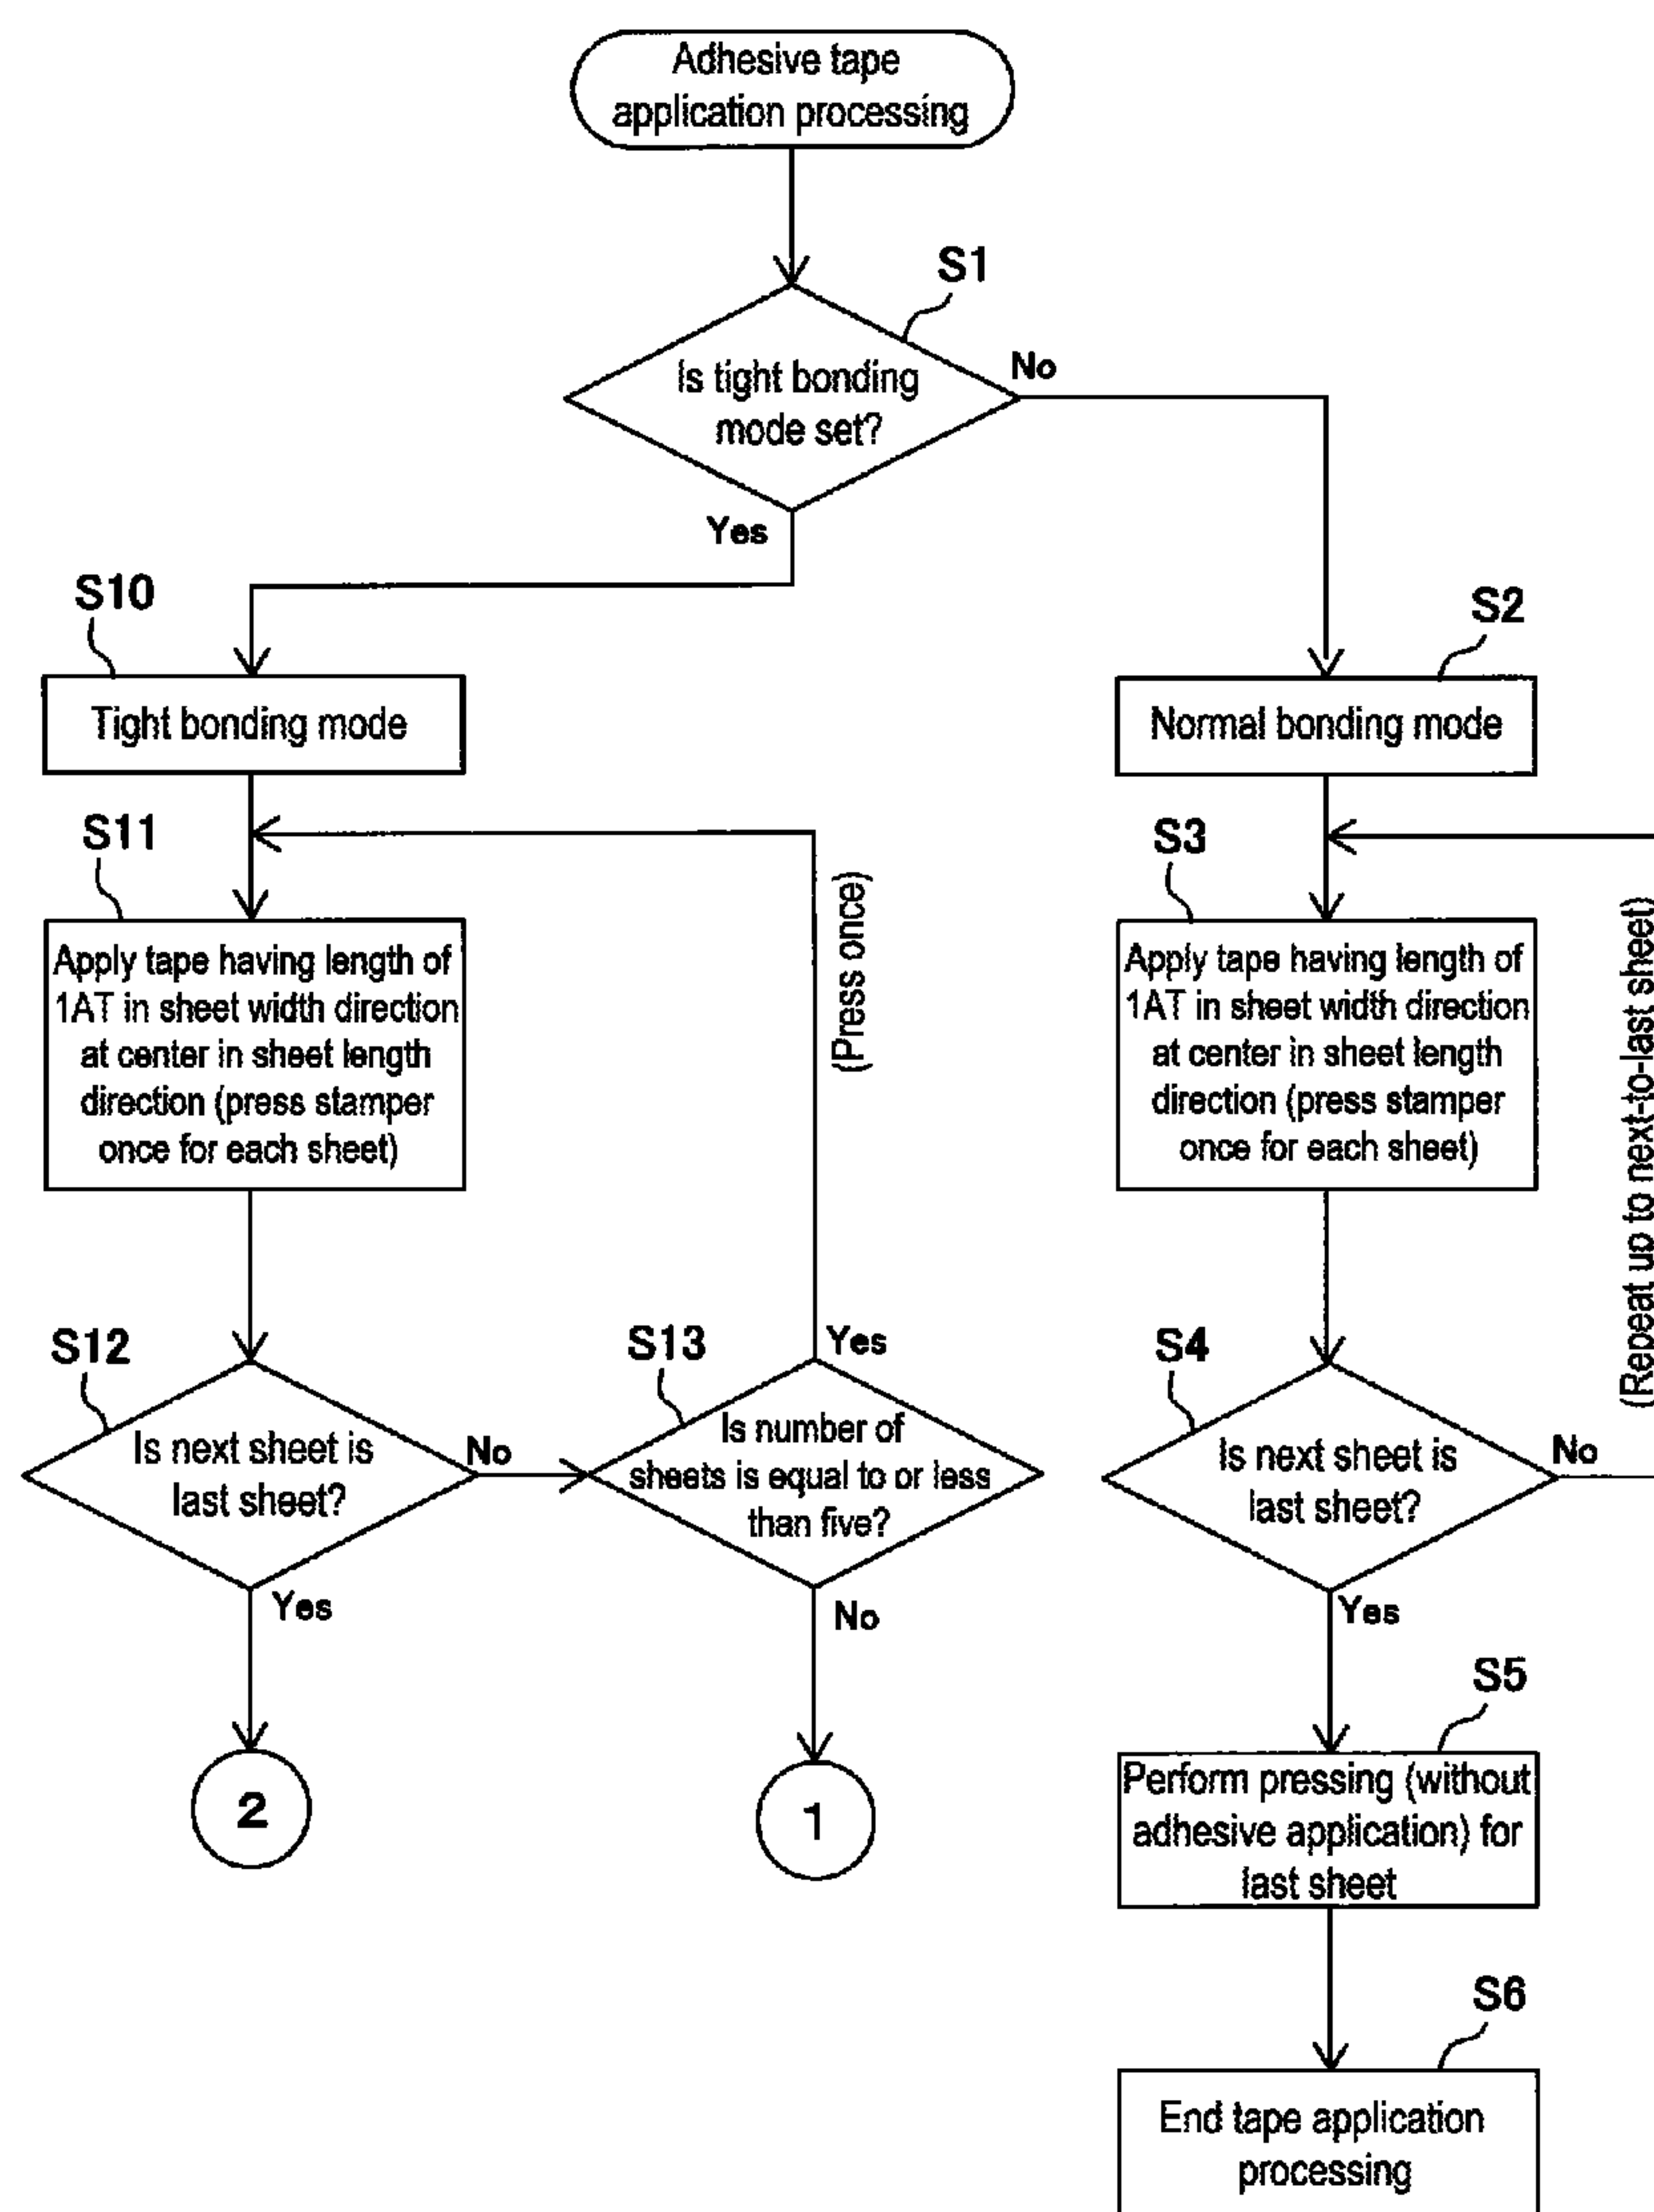 Adhesive tape
application processing
S1
Is tight bonding
mode set?
No
Yes
S10
Tight bonding mode
S2
Normal bonding mode
S11
Apply tape having length of
1AT in sheet width direction
at center in sheet length
direction (press stamper
once for each sheet)
(Press once)
S3
Apply tape having length of
1AT in sheet width direction
at center in sheet length
direction (press stamper
once for each sheet)
(Repeat up to next-to-last sheet)
S12
Is next sheet is
last sheet?
No
Yes
S13
Is number of
sheets is equal to or less
than five?
Yes
No
S4
Is next sheet is
last sheet?
No
Yes
2
1
S5
Perform pressing (without
adhesive application) for
last sheet
S6
End tape application
processing